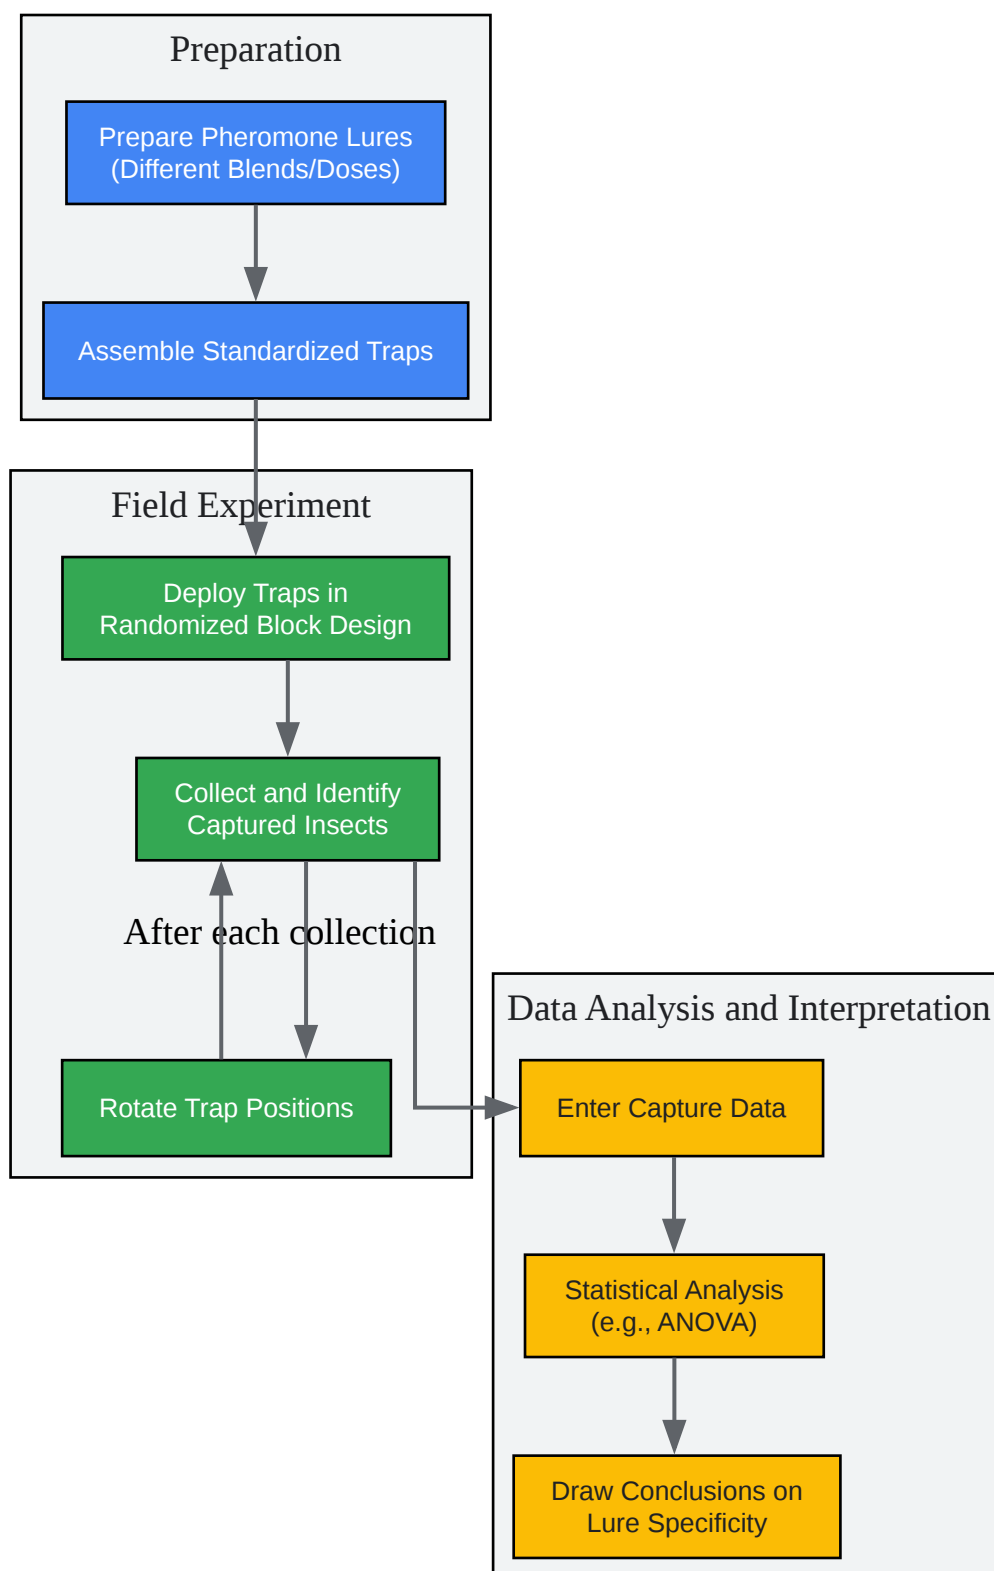 Preparation
Prepare Pheromone Lures
(Different Blends/Doses)
Assemble Standardized Traps
Field Experiment
Deploy Traps in
Randomized Block Design
Collect and Identify
Captured Insects
After each collection
Rotate Trap Positions
Data Analysis and Interpretation
Enter Capture Data
Statistical Analysis
(e.g., ANOVA)
Draw Conclusions on
Lure Specificity